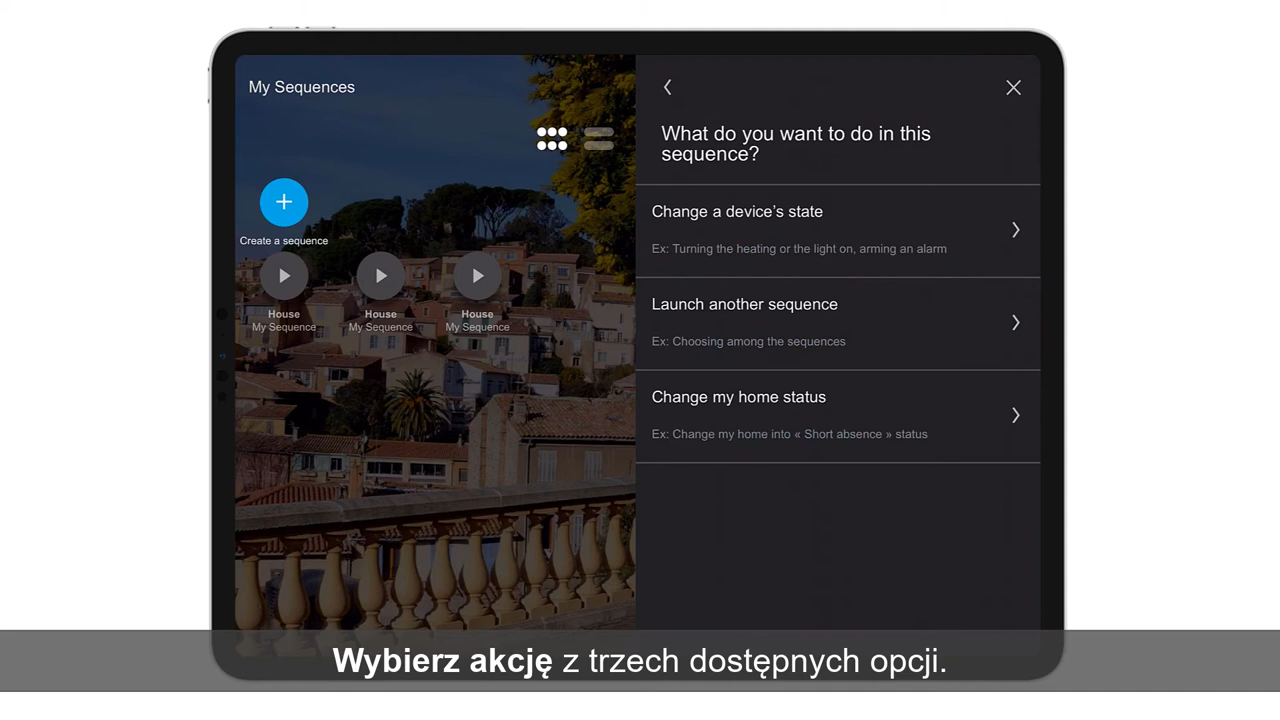 My Sequences
Create a sequence
House
My Sequence
House
My Sequence
House
My Sequence
What do you want to do in this
sequence?
Change a device’s state
Ex: Turning the heating or the light on, arming an alarm
Launch another sequence
Ex: Choosing among the sequences
Change my home status
Ex: Change my home into « Short absence » status
Wybierz akcję z trzech dostępnych opcji.